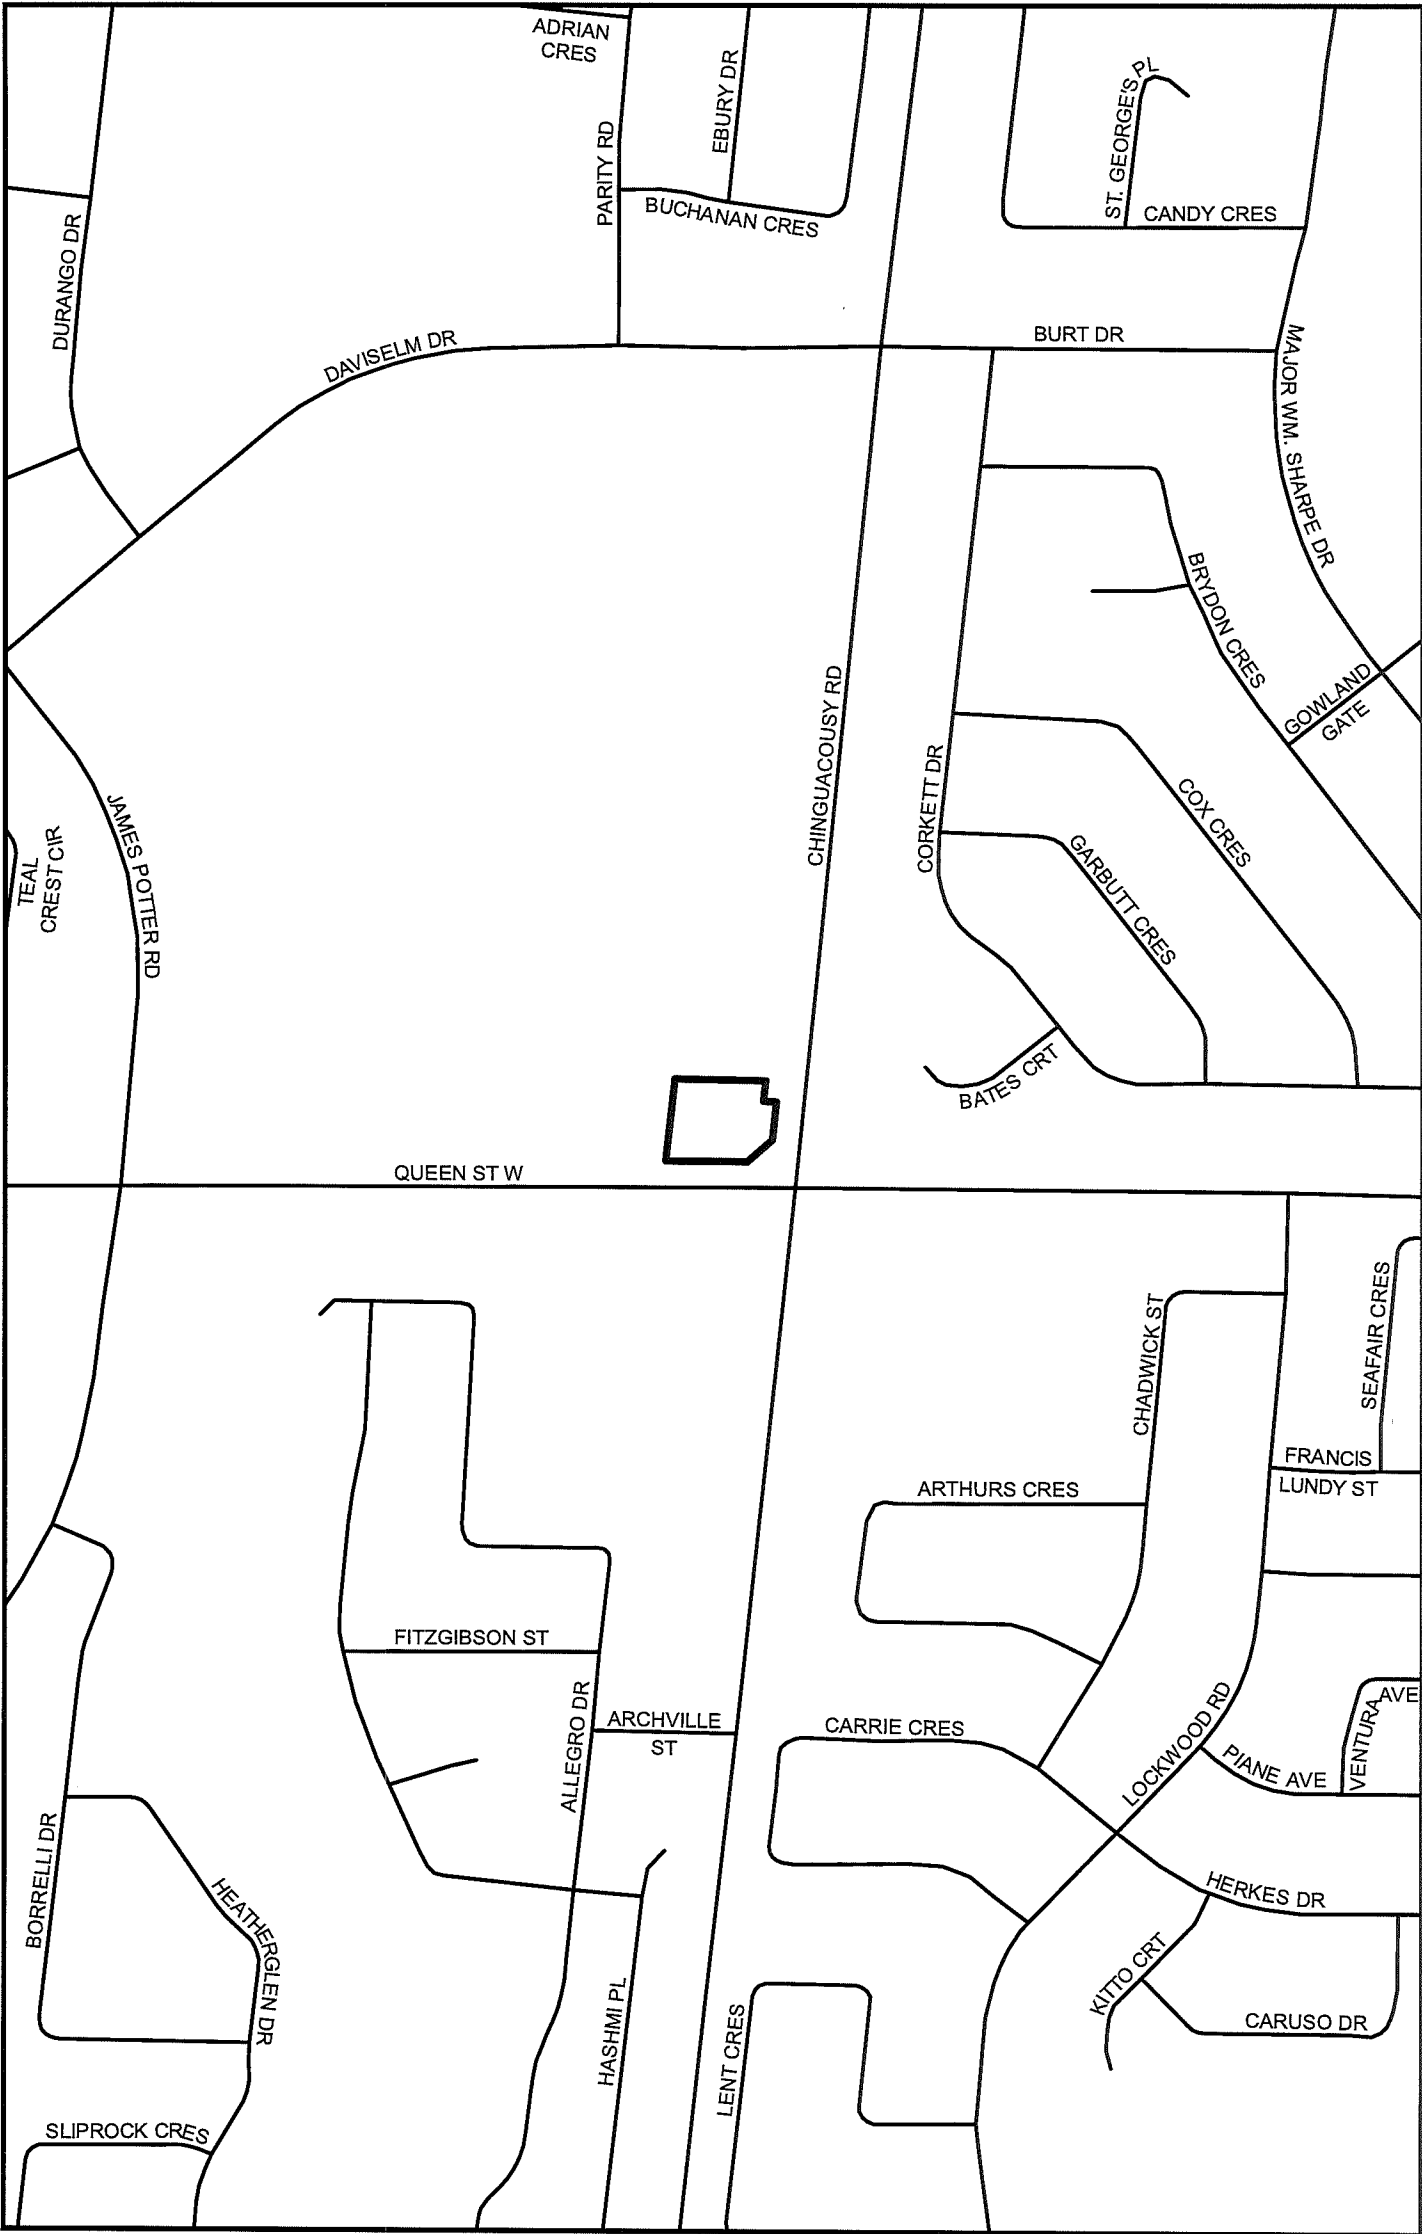 ADRIAN
CRES
EBURY DR
PARITY RD
BUCHANAN CRES
ST. GEORGE'S PL
CANDY CRES
DURANGO DR
DAVISELM DR
BURT DR
MAJOR WM. SHARPE DR
BRYDON CRES
GOWLAND
GATE
CHINGUACOUSY RD
CORKETT DR
COX CRES
GARBUTT CRES
JAMES POTTER RD
TEAL
CREST CIR
BATES CRT
QUEEN ST W
CHADWICK ST
SEAFAIR CRES
FRANCIS
LUNDY ST
ARTHURS CRES
FITZGIBSON ST
ALLEGRO DR
ARCHVILLE
ST
CARRIE CRES
LOCKWOOD RD
PIANE AVE
VENTURA
AVE
BORRELLI DR
HEATHERGLEN DR
HERKES DR
KITTO CRT
CARUSO DR
HASHMI PL
LENT CRES
SLIPROCK CRES